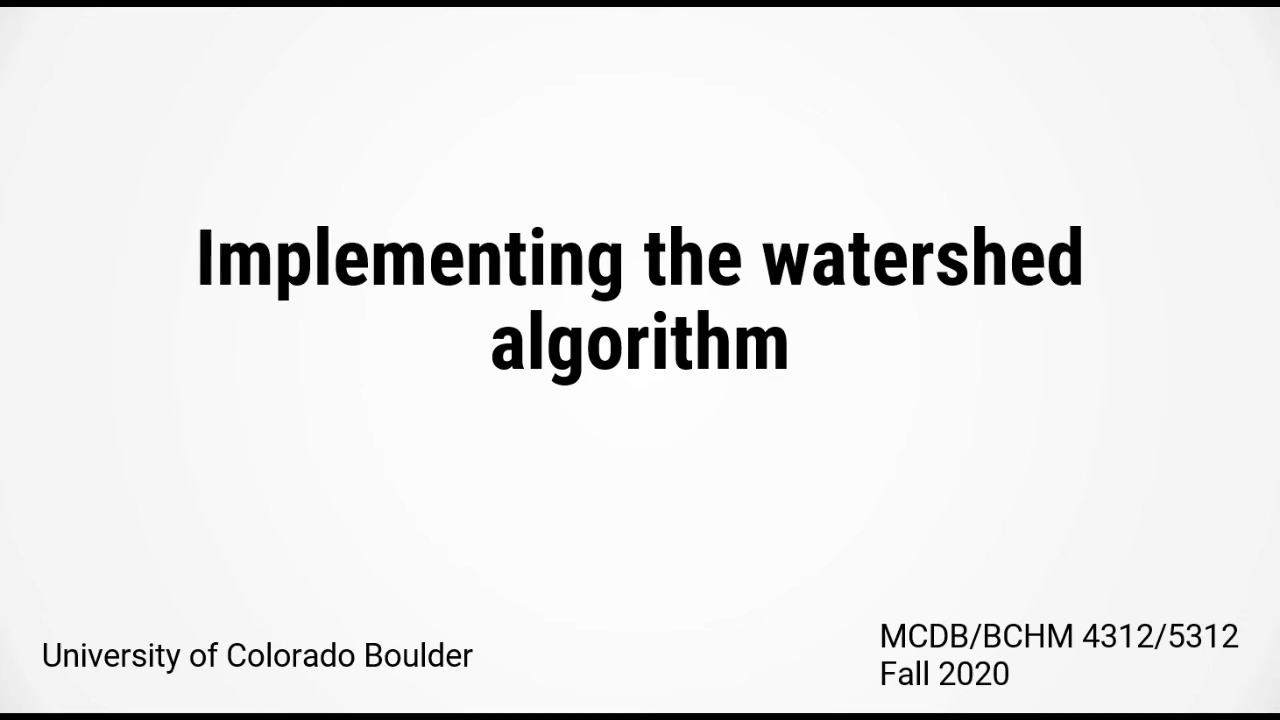 Implementing the watershed
algorithm
University of Colorado Boulder
MCDB/BCHM 4312/5312
Fall 2020